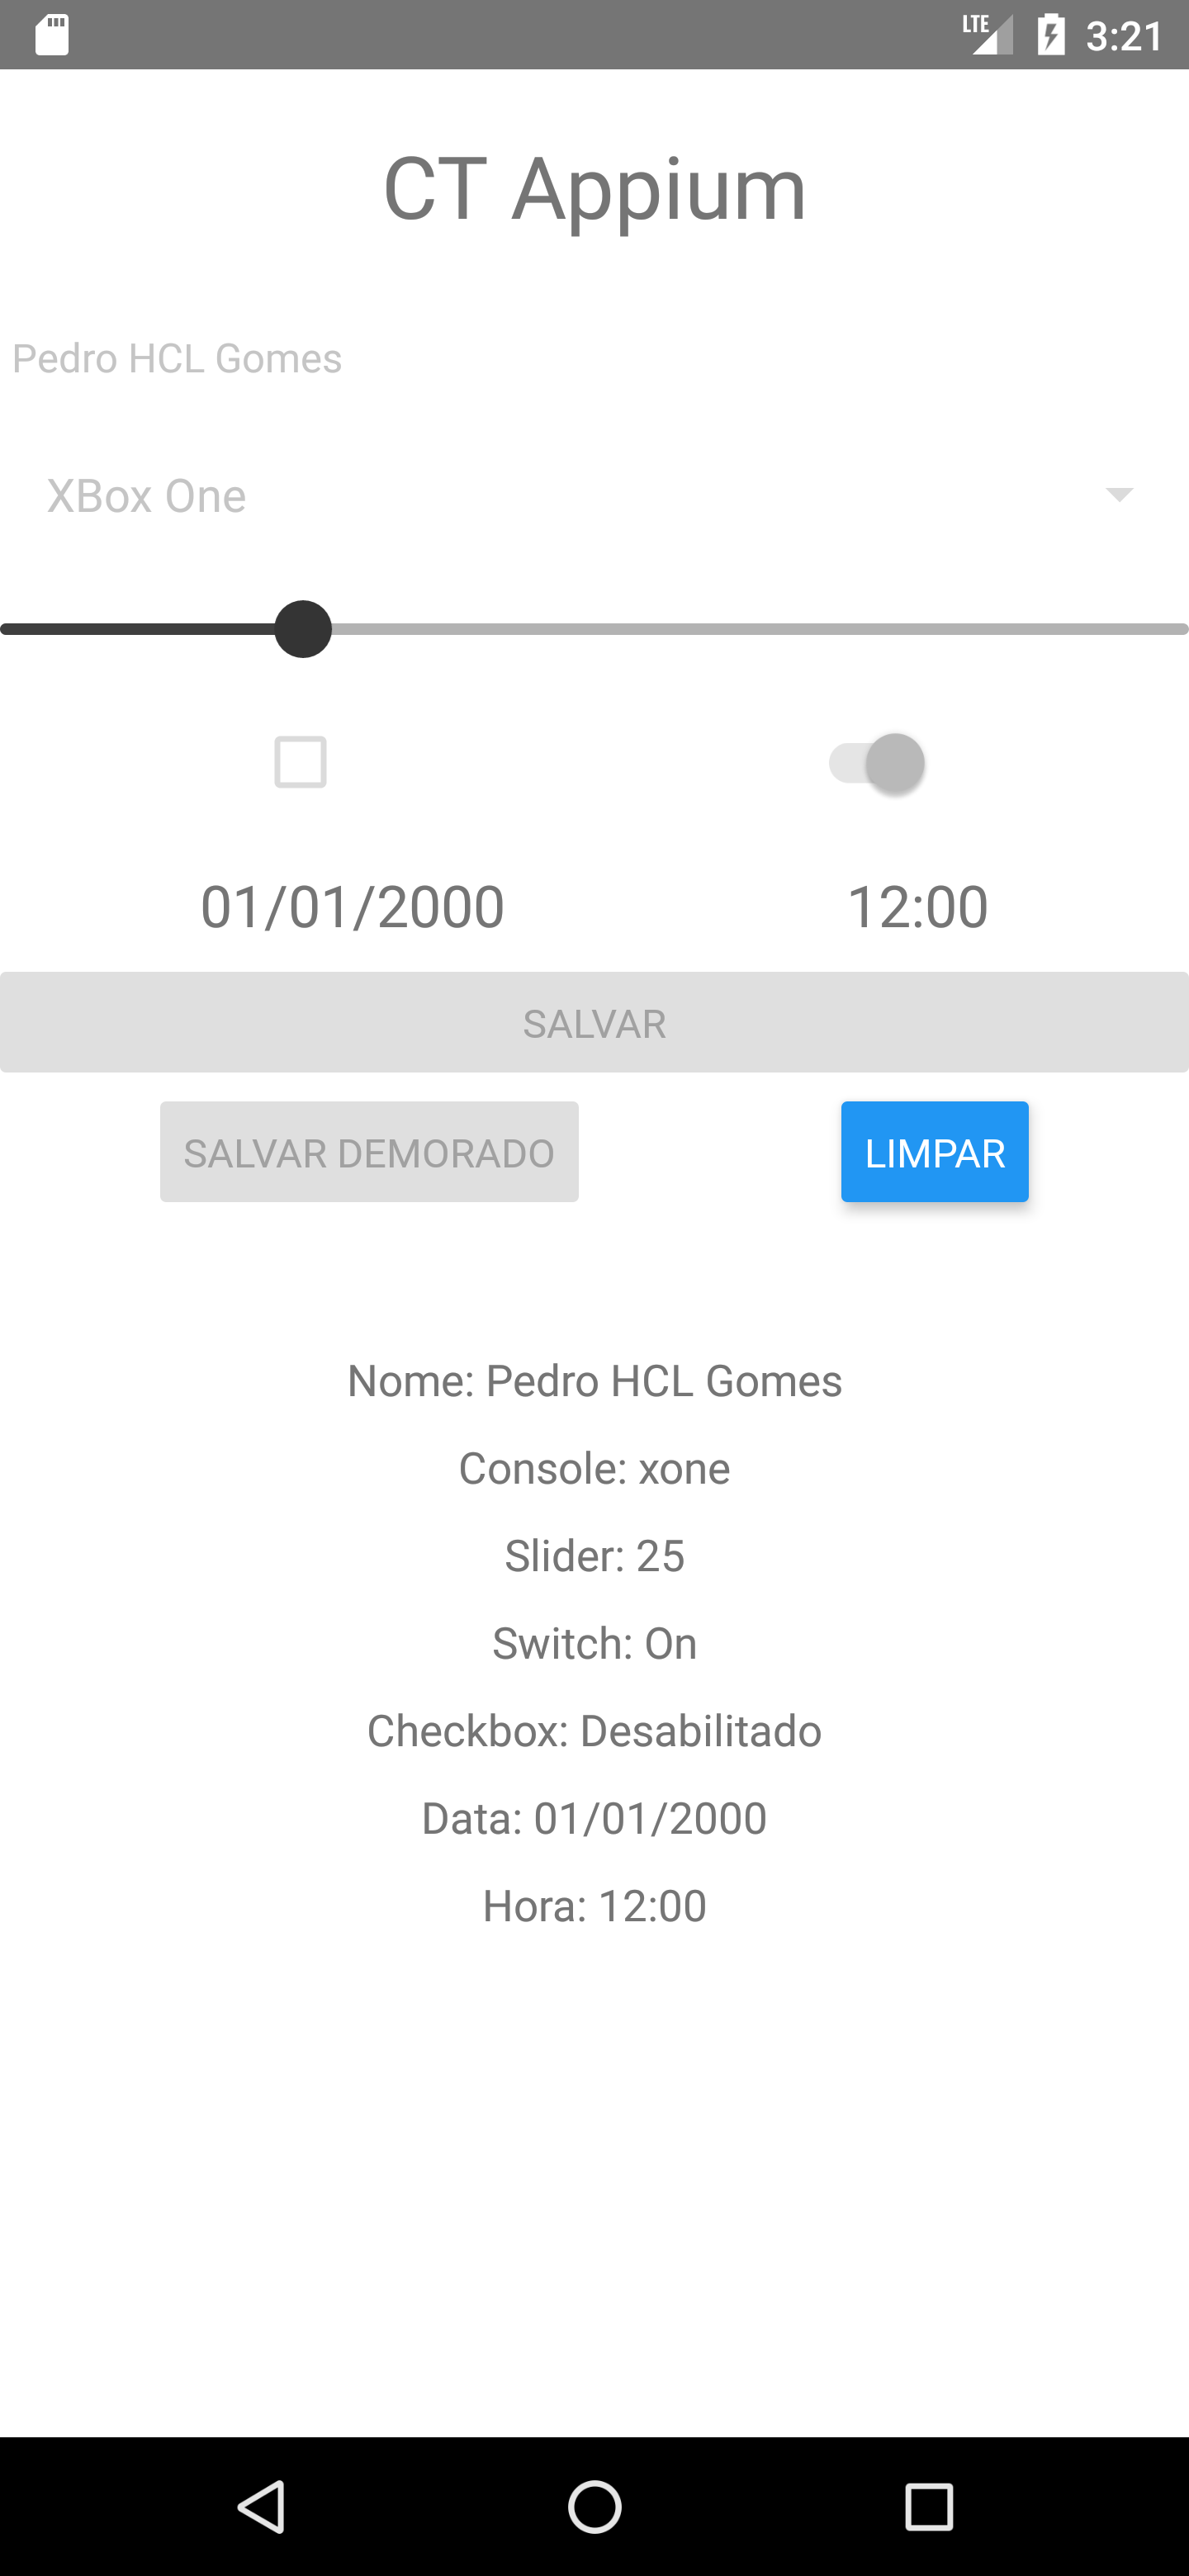 LTE 3:21
CT Appium
Pedro HCL Gomes
XBox One
01/01/2000 12:00
SALVAR
SALVAR DEMORADO LIMPAR
Nome: Pedro HCL Gomes
Console: xone
Slider: 25
Switch: On
Checkbox: Desabilitado
Data: 01/01/2000
Hora: 12:00